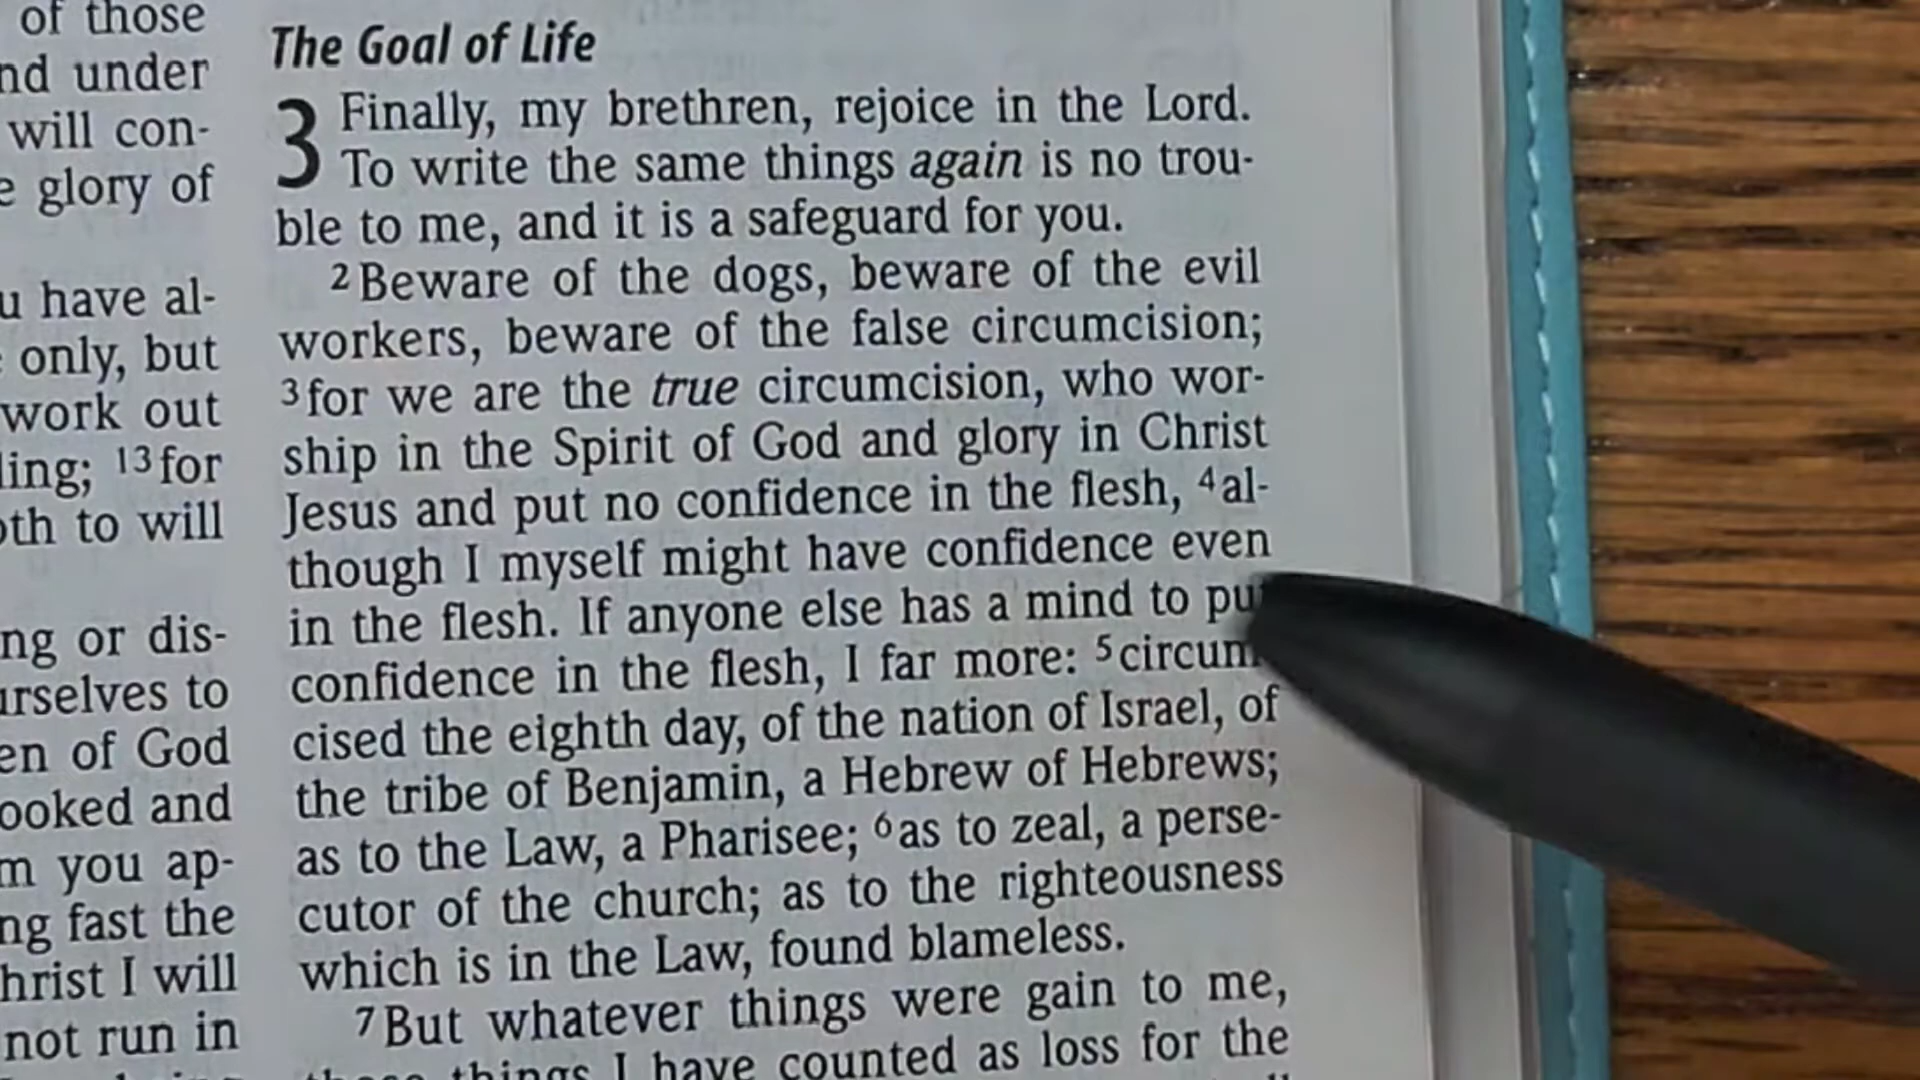 of those
under
will con-
glory of
have al-
only, but
work out
13 for
to will
or dis-
to
of God
and
you ap-
fast the
I will
not run in
The Goal of Life
3 Finally, my brethren, rejoice in the Lord.
To write the same things again is no trou-
ble to me, and it is a safeguard for you.
2 Beware of the dogs, beware of the evil
workers, beware of the false circumcision;
3 for we are the true circumcision, who wor-
ship in the Spirit of God and glory in Christ
Jesus and put no confidence in the flesh, 4 al-
though I myself might have confidence even
in the flesh. If anyone else has a mind to
confidence in the flesh, I far more: 5 circum
cised the eighth day, of the nation of Israel, of
the tribe of Benjamin, a Hebrew of Hebrews;
as to the Law, a Pharisee; 6 as to zeal, a perse-
cutor of the church; as to the righteousness
which is in the Law, found blameless.
7 But whatever things were gain to me,
things I have counted as loss for the